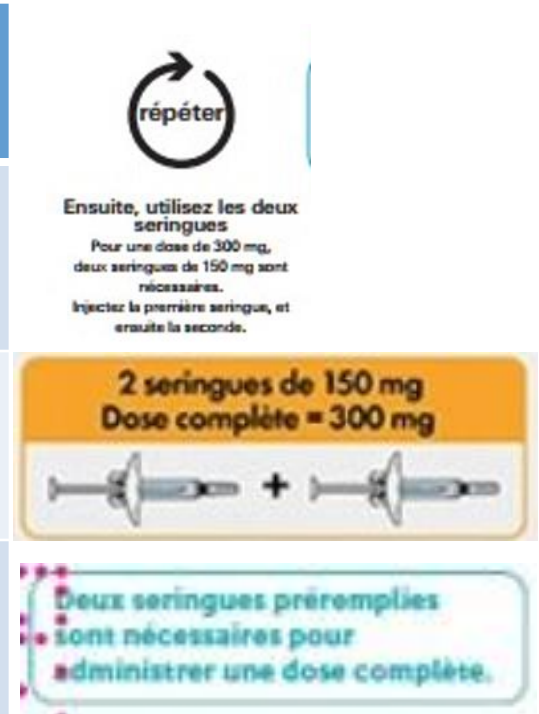 répéter
Ensuite, utilisez les deux
seringues
Pour une dose de 300 mg,
deux seringues de 150 mg sont
nécessaires.
Injectez la première seringue, et
ensuite la seconde.
2 seringues de 150 mg
Dose complète = 300 mg
+
Deux seringues préremplies
sont nécessaires pour
administrer une dose complète.